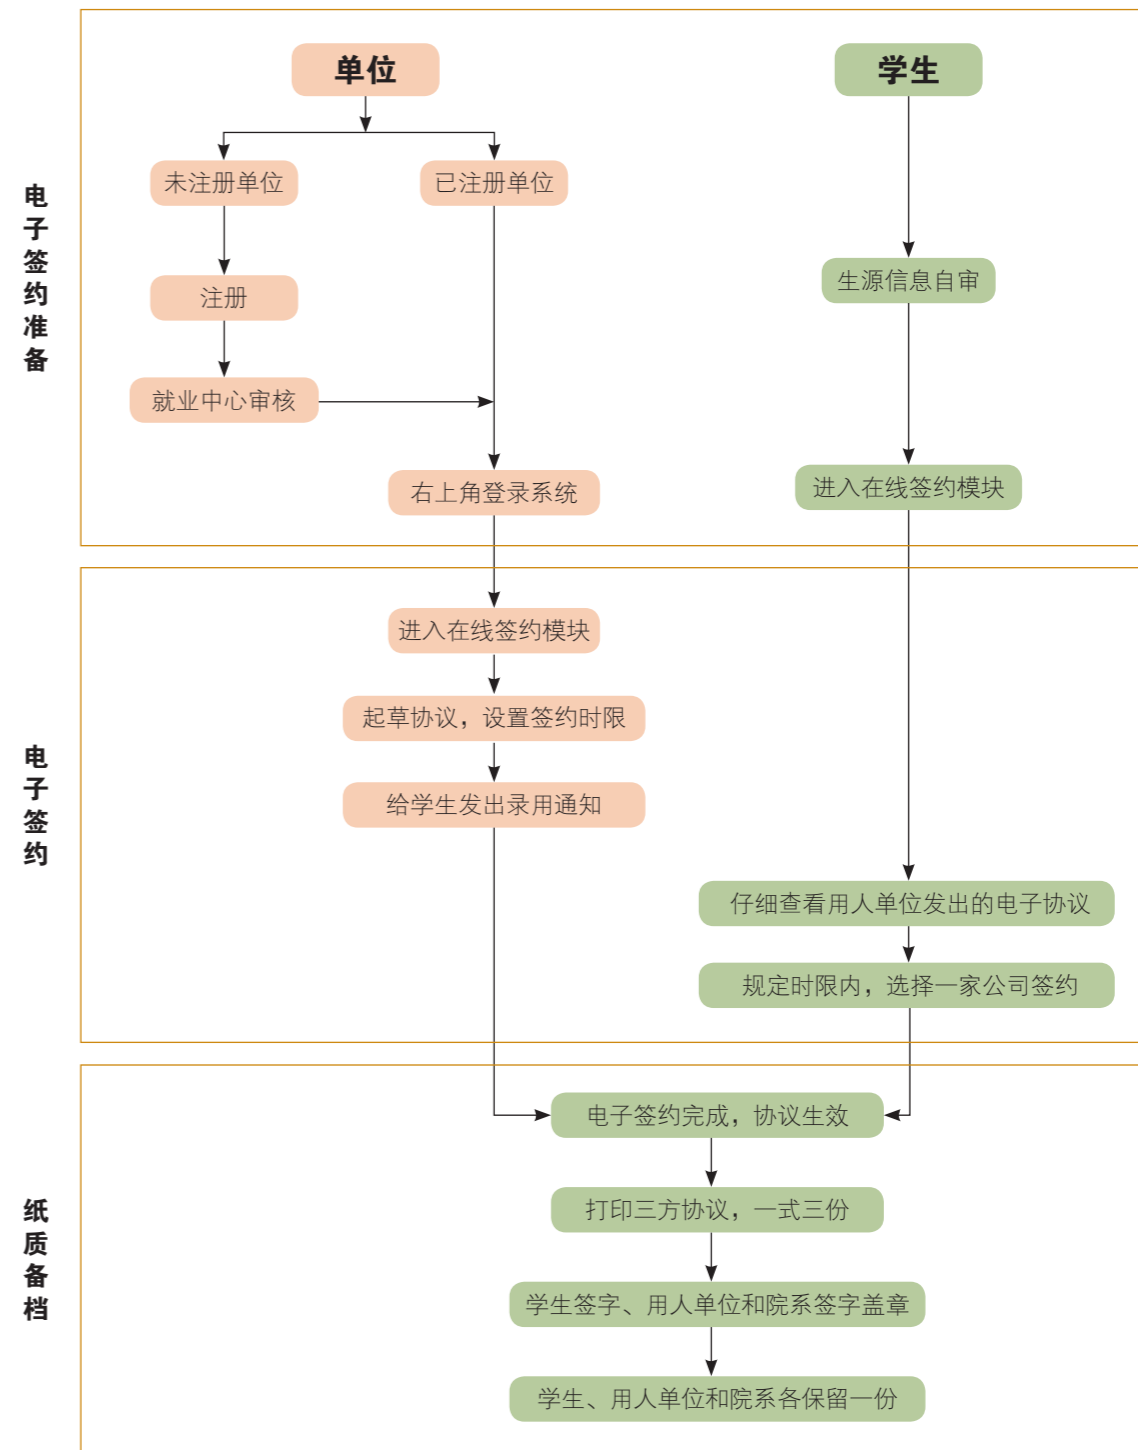 电子签约准备
单位
学生
未注册单位
已注册单位
注册
生源信息自审
就业中心审核
右上角登录系统
进入在线签约模块
电子签约
进入在线签约模块
起草协议，设置签约时限
给学生发出录用通知
仔细查看用人单位发出的电子协议
规定时限内，选择一家公司签约
纸质备档
电子签约完成，协议生效
打印三方协议，一式三份
学生签字、用人单位和院系签字盖章
学生、用人单位和院系各保留一份